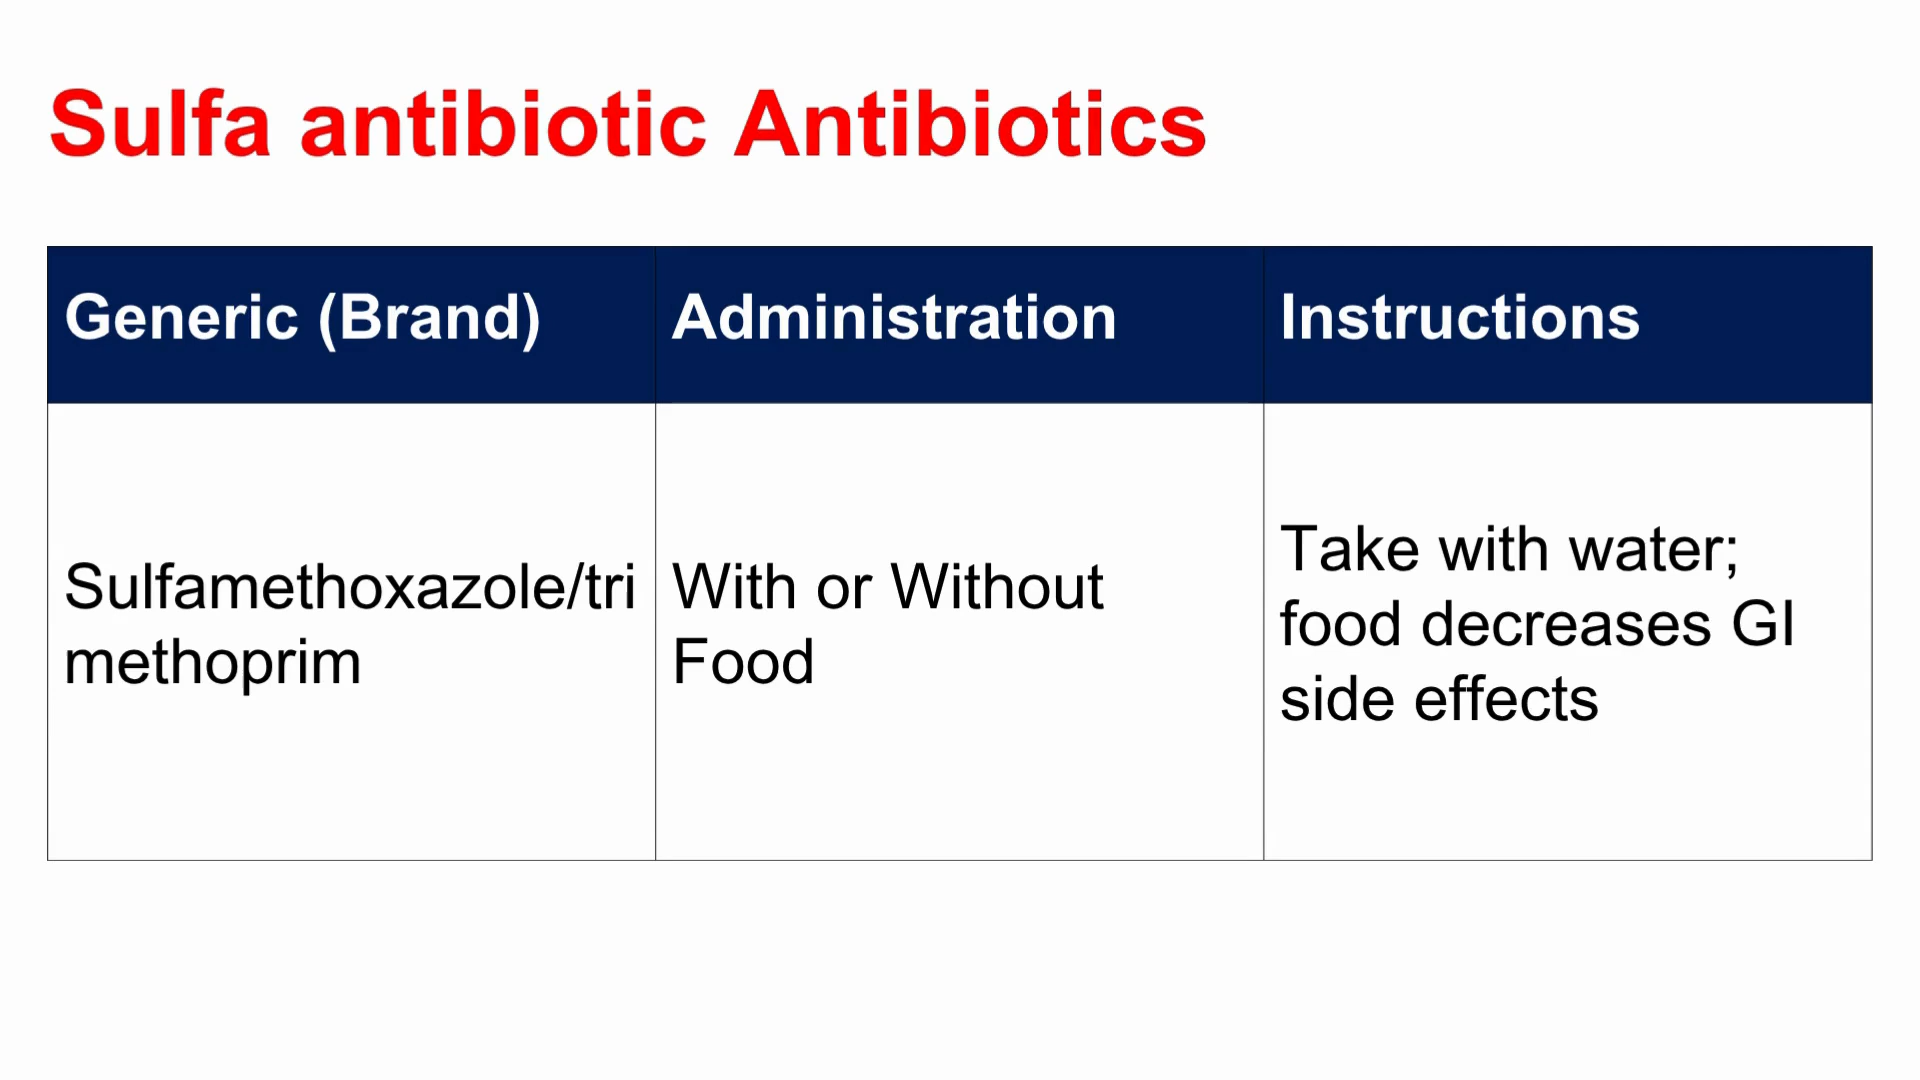 Sulfa antibiotic Antibiotics
Generic (Brand)
Administration
Instructions
Sulfamethoxazole/tri
methoprim
With or Without
Food
Take with water;
food decreases GI
side effects